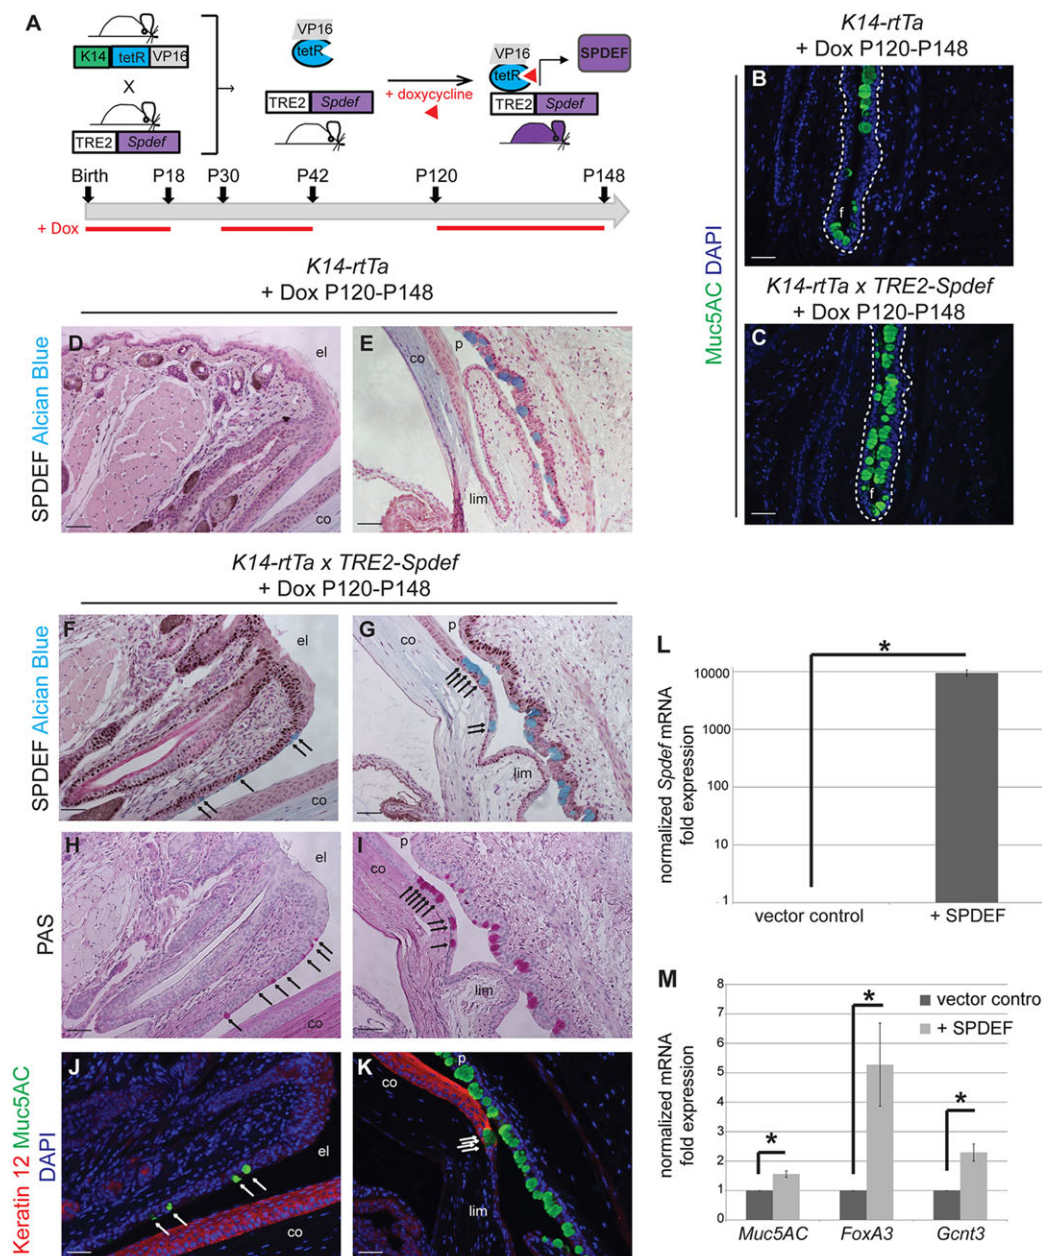 A
VP16
K14 tetR VP16
tetR
X
TRE2 Spdef
TRE2 Spdef
+ doxycycline
VP16
tetR
SPDEF
TRE2 Spdef
Birth P18 P30 P42 P120 P148
+ Dox
K14-rtTa
+ Dox P120-P148
B
f
K14-rtTa x TRE2-Spdef
+ Dox P120-P148
C
f
Muc5AC DAPI
K14-rtTa
+ Dox P120-P148
SPDEF Alcian Blue
D
el
co
E
p
co
lim
K14-rtTa x TRE2-Spdef
+ Dox P120-P148
SPDEF Alcian Blue
F
el
co
G
p
co
lim
PAS
H
el
co
I
p
co
lim
Keratin 12 Muc5AC
DAPI
J
el
co
K
p
co
lim
L
*
normalized Spdef mRNA
fold expression
10000
1000
100
10
1
vector control + SPDEF
M
normalized mRNA
fold expression
8
7
6
5
4
3
2
1
0
vector control
+ SPDEF
*
*
*
Muc5AC FoxA3 Gcnt3